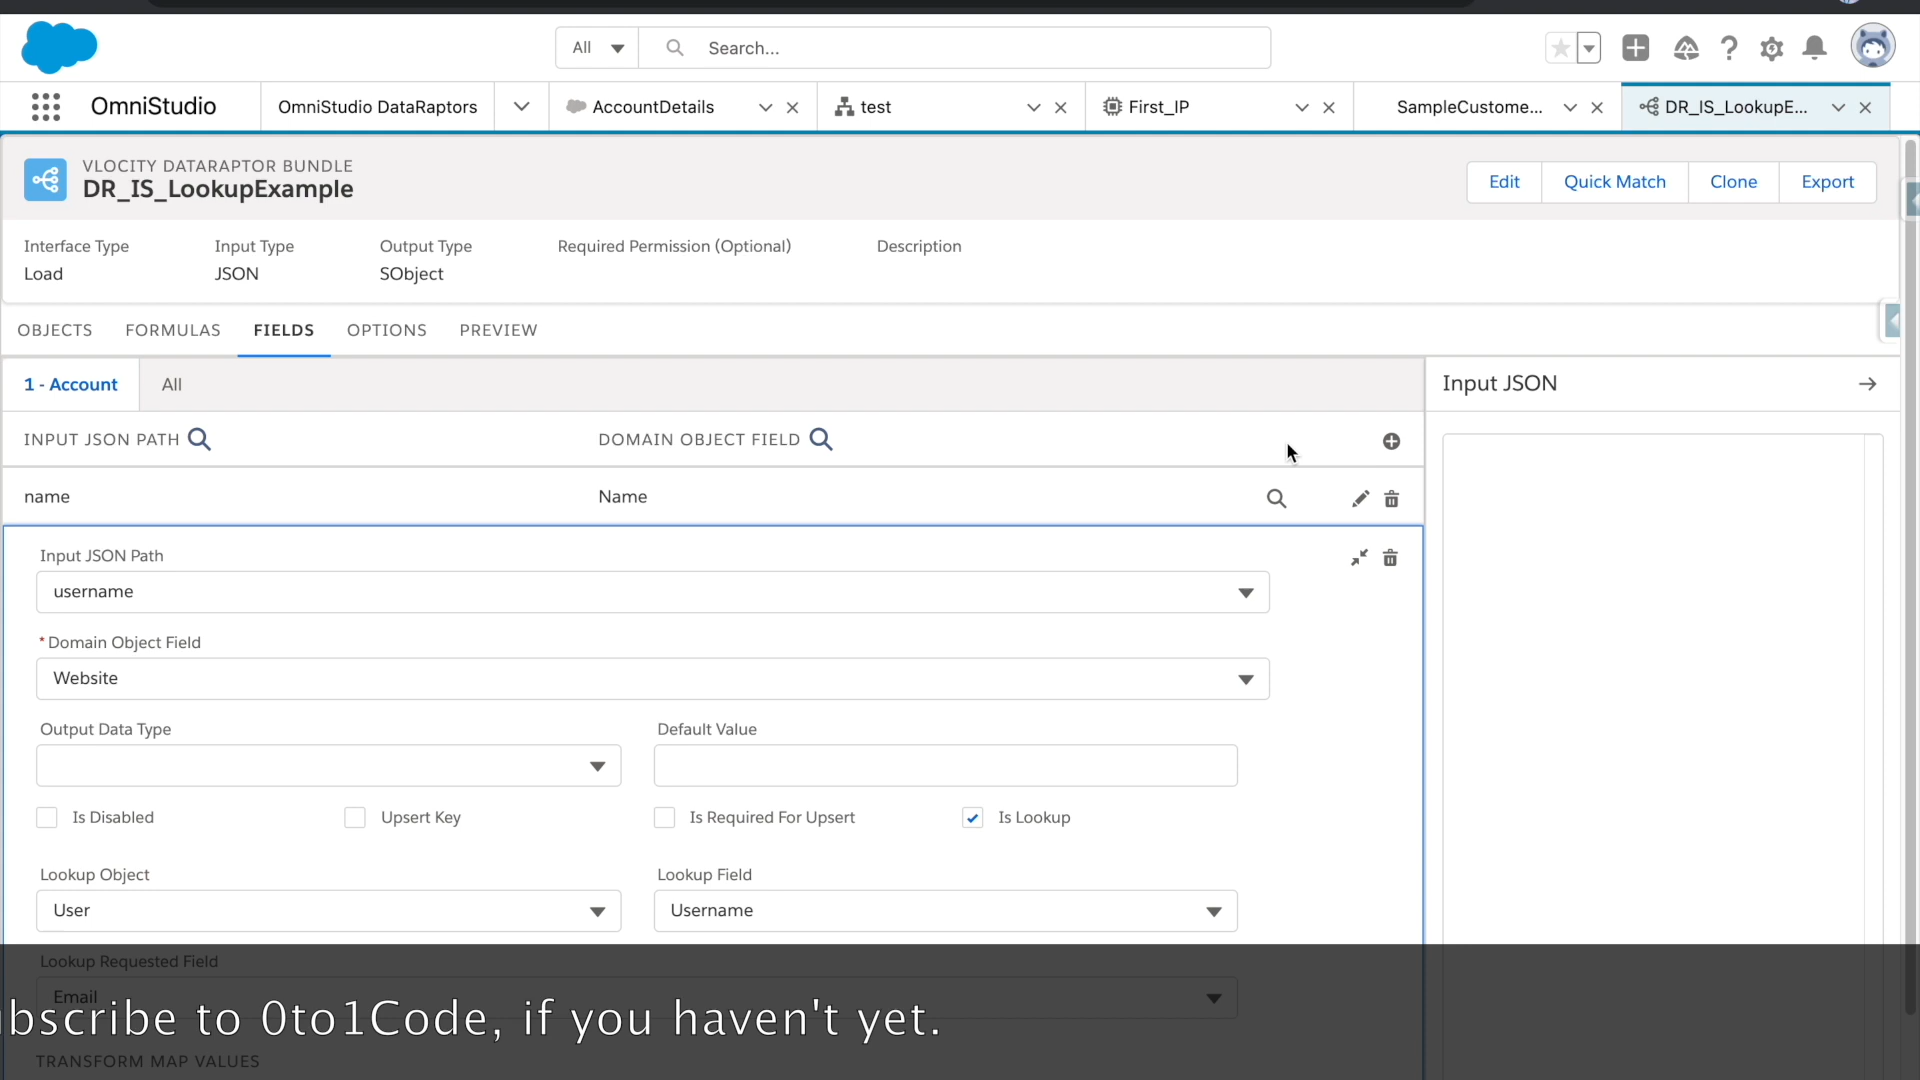 All
Search...
OmniStudio
OmniStudio DataRaptors
AccountDetails
test
First_IP
SampleCustome...
DR_IS_LookupE...
VLOCITY DATARAPTOR BUNDLE
DR_IS_LookupExample
Edit
Quick Match
Clone
Export
Interface Type
Input Type
Output Type
Required Permission (Optional)
Description
Load
JSON
SObject
OBJECTS
FORMULAS
FIELDS
OPTIONS
PREVIEW
1 - Account
All
Input JSON
INPUT JSON PATH
DOMAIN OBJECT FIELD
name
Name
Input JSON Path
username
* Domain Object Field
Website
Output Data Type
Default Value
Is Disabled
Upsert Key
Is Required For Upsert
Is Lookup
Lookup Object
Lookup Field
User
Username
Lookup Requested Field
Email
bscribe to 0to1Code, if you haven't yet.
TRANSFORM MAP VALUES